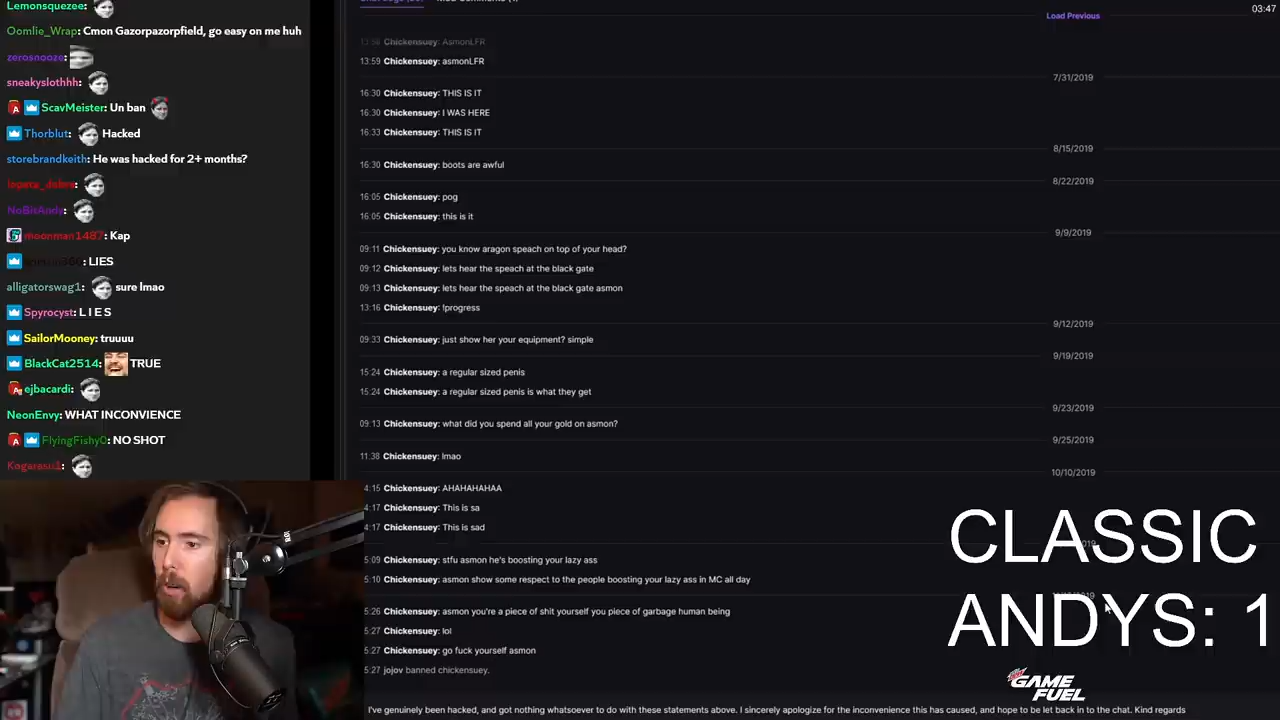 Lemonsquezee:
Oomlie_Wrap: Cmon Gazorpazorpfield, go easy on me huh
zerosnooze:
sneakyslothhh:
ScavMeister: Un ban
Thorblut: Hacked
storebrandkeith: He was hacked for 2+ months?
NoBitAndy:
moonman1487: Kap
: LIES
alligatorswag1: sure lmao
Spyrocyst: L I E S
SailorMooney: truuuu
BlackCat2514: TRUE
ejbacardi:
NeonEnvy: WHAT INCONVIENCE
FlyingFishy0: NO SHOT
Kogarasu1:
03:47
Load Previous
13:58 Chickensuey: AsmonLFR
13:59 Chickensuey: asmonLFR
7/31/2019
16:30 Chickensuey: THIS IS IT
16:30 Chickensuey: I WAS HERE
16:33 Chickensuey: THIS IS IT
8/15/2019
16:30 Chickensuey: boots are awful
8/22/2019
16:05 Chickensuey: pog
16:05 Chickensuey: this is it
9/9/2019
09:11 Chickensuey: you know aragon speach on top of your head?
09:12 Chickensuey: lets hear the speach at the black gate
09:13 Chickensuey: lets hear the speach at the black gate asmon
13:16 Chickensuey: !progress
9/12/2019
09:33 Chickensuey: just show her your equipment? simple
9/19/2019
15:24 Chickensuey: a regular sized penis
15:24 Chickensuey: a regular sized penis is what they get
9/23/2019
09:13 Chickensuey: what did you spend all your gold on asmon?
9/25/2019
11:38 Chickensuey: lmao
10/10/2019
4:15 Chickensuey: AHAHAHAHAA
4:17 Chickensuey: This is sa
4:17 Chickensuey: This is sad
5:09 Chickensuey: stfu asmon he's boosting your lazy ass
5:10 Chickensuey: asmon show some respect to the people boosting your lazy ass in MC all day
5:26 Chickensuey: asmon you're a piece of shit yourself you piece of garbage human being
5:27 Chickensuey: lol
5:27 Chickensuey: go fuck yourself asmon
5:27 jojov banned chickensuey.
I've genuinely been hacked, and got nothing whatsoever to do with these statements above. I sincerely apologize for the inconvenience this has caused, and hope to be let back in to the chat. Kind regards
CLASSIC
ANDYS: 1
GAME
FUEL